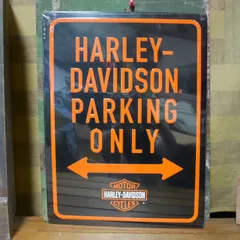 HARLEY-
DAVIDSON
PARKING
ONLY
MOTOR
HARLEY-DAVIDSON
CYCLES